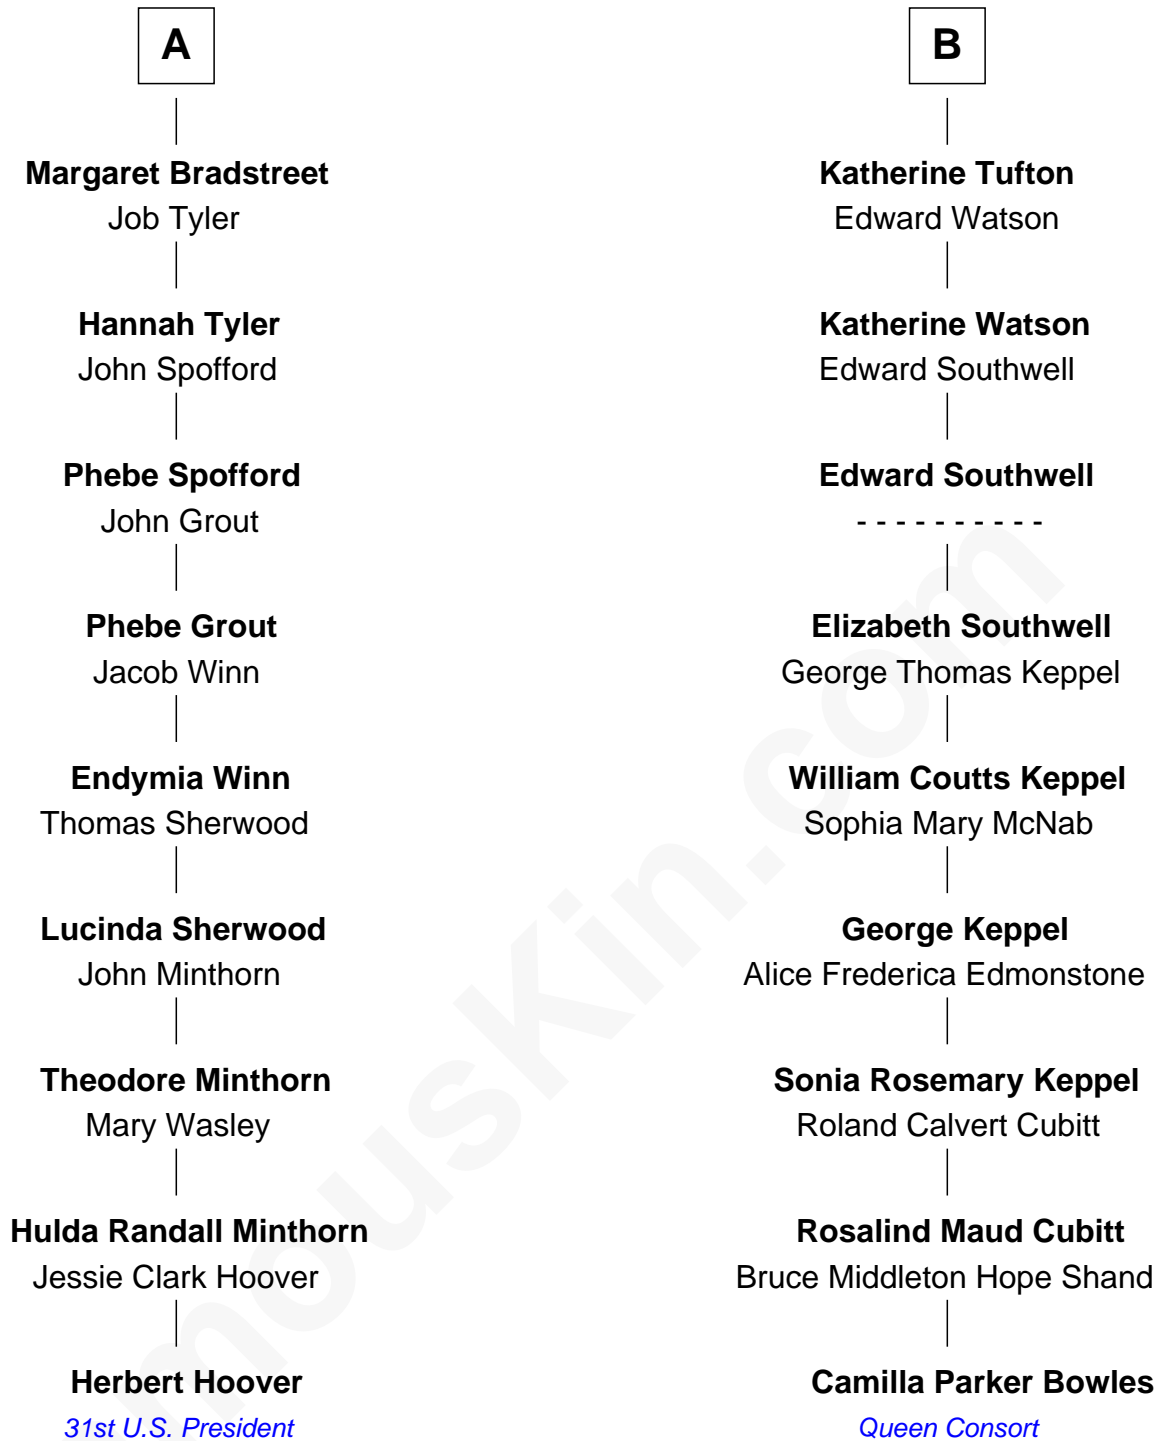 A
Margaret Bradstreet
Job Tyler
Hannah Tyler
John Spofford
Phebe Spofford
John Grout
Phebe Grout
Jacob Winn
Endymia Winn
Thomas Sherwood
Lucinda Sherwood
John Minthorn
Theodore Minthorn
Mary Wasley
Hulda Randall Minthorn
Jessie Clark Hoover
Herbert Hoover
31st U.S. President
B
Katherine Tufton
Edward Watson
Katherine Watson
Edward Southwell
Edward Southwell
- - - - - - - - - -
Elizabeth Southwell
George Thomas Keppel
William Coutts Keppel
Sophia Mary McNab
George Keppel
Alice Frederica Edmonstone
Sonia Rosemary Keppel
Roland Calvert Cubitt
Rosalind Maud Cubitt
Bruce Middleton Hope Shand
Camilla Parker Bowles
Queen Consort
mousKin.com